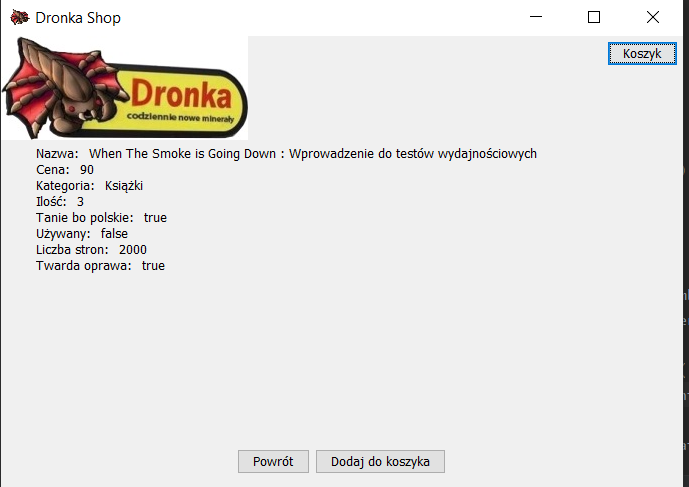 Dronka Shop
Koszyk
Dronka
codziennie nowe minerały
Nazwa: When The Smoke is Going Down : Wprowadzenie do testów wydajnościowych
Cena: 90
Kategoria: Książki
Ilość: 3
Tanie bo polskie: true
Używany: false
Liczba stron: 2000
Twarda oprawa: true
Powrót
Dodaj do koszyka